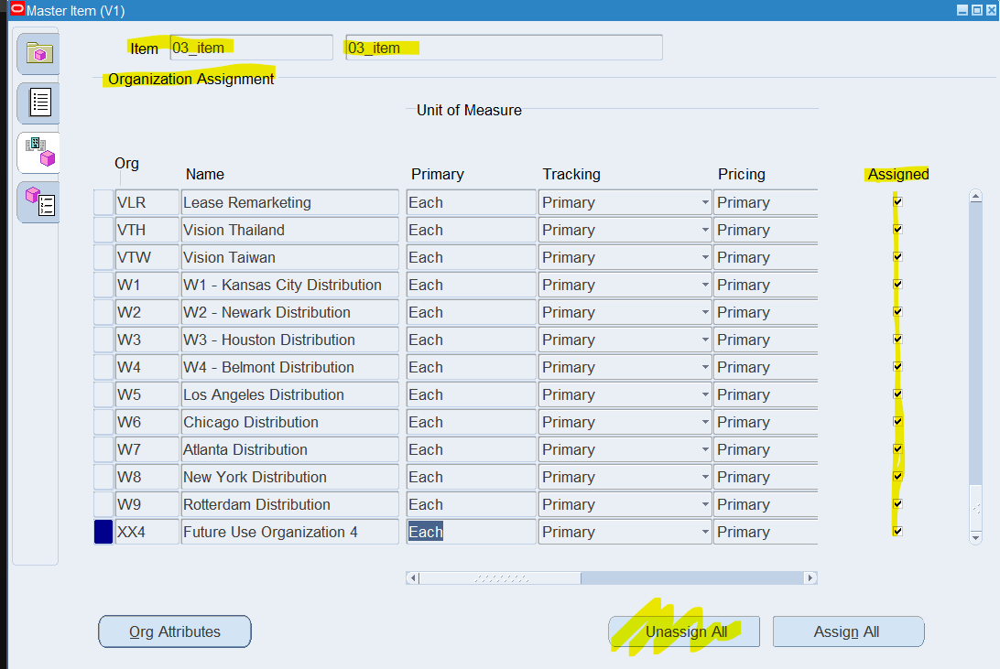 Master Item (V1)
Item 03_item 03_item
Organization Assignment
Unit of Measure
Org Name Primary Tracking Pricing Assigned
VLR Lease Remarketing Each Primary Primary
VTH Vision Thailand Each Primary Primary
VTW Vision Taiwan Each Primary Primary
W1 W1 - Kansas City Distribution Each Primary Primary
W2 W2 - Newark Distribution Each Primary Primary
W3 W3 - Houston Distribution Each Primary Primary
W4 W4 - Belmont Distribution Each Primary Primary
W5 Los Angeles Distribution Each Primary Primary
W6 Chicago Distribution Each Primary Primary
W7 Atlanta Distribution Each Primary Primary
W8 New York Distribution Each Primary Primary
W9 Rotterdam Distribution Each Primary Primary
XX4 Future Use Organization 4 Each Primary Primary
Org Attributes Unassign All Assign All